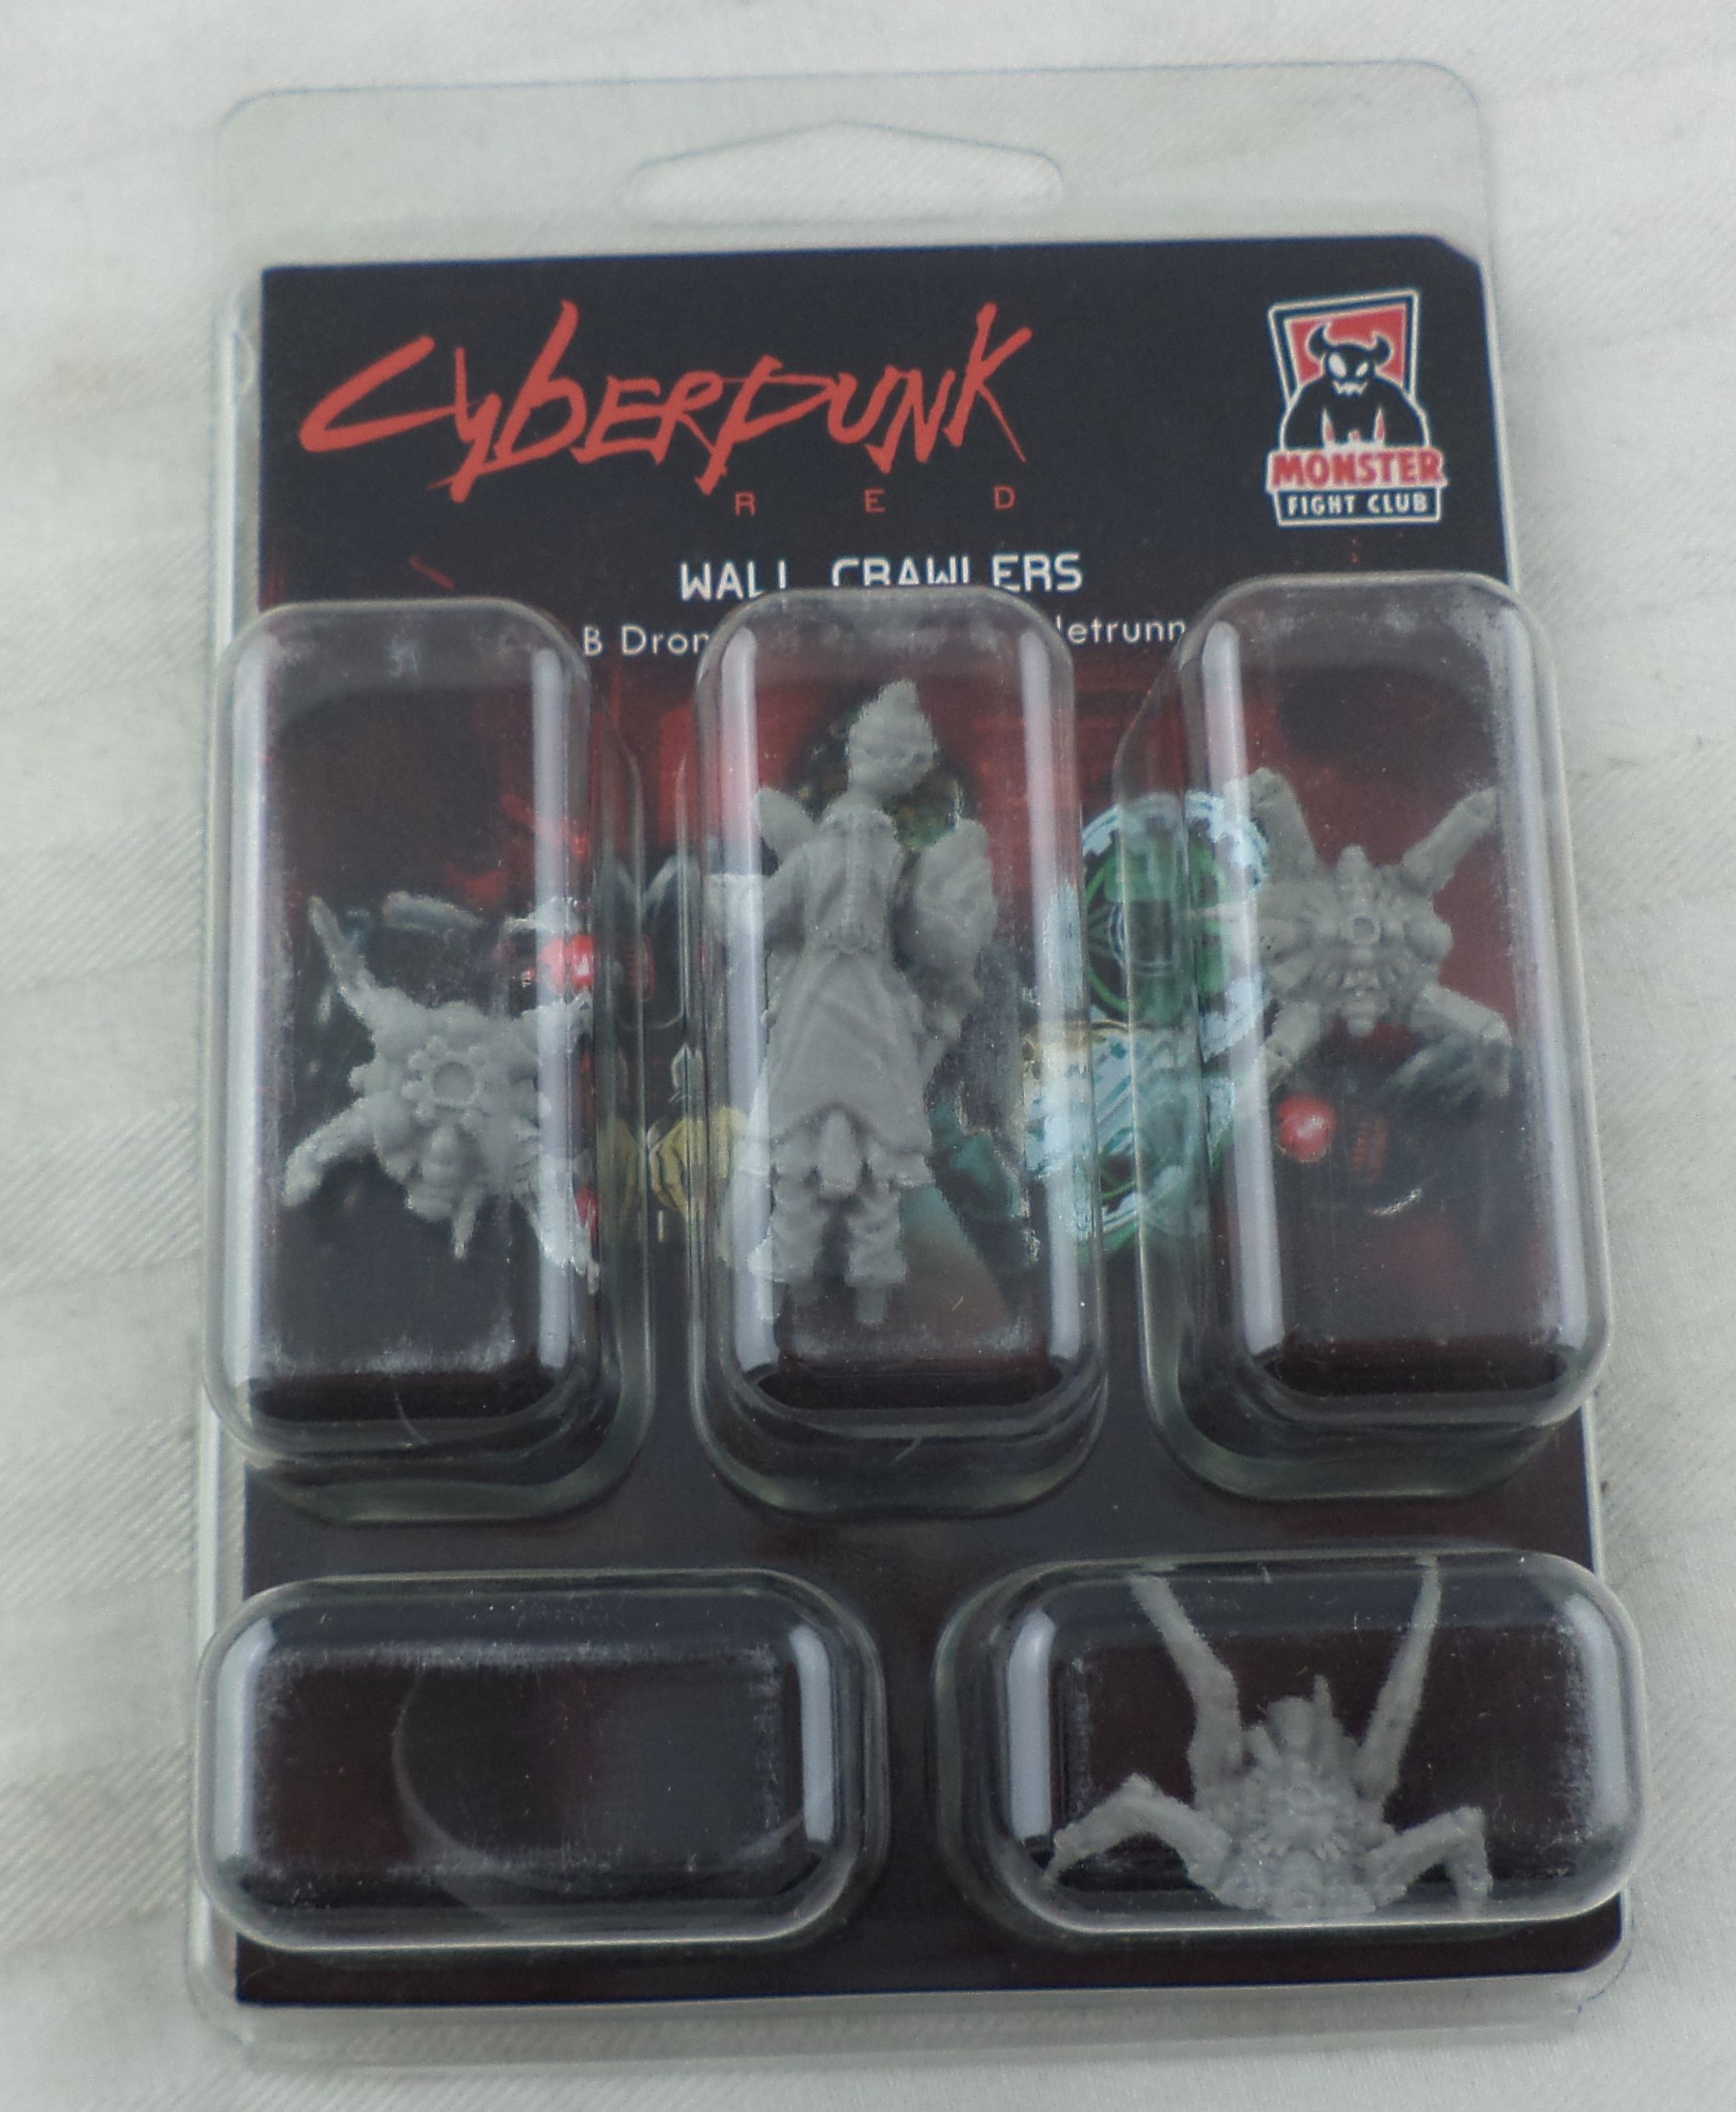 Cyberpunk
RED
MONSTER
FIGHT CLUB
WALL CRAWLERS
B